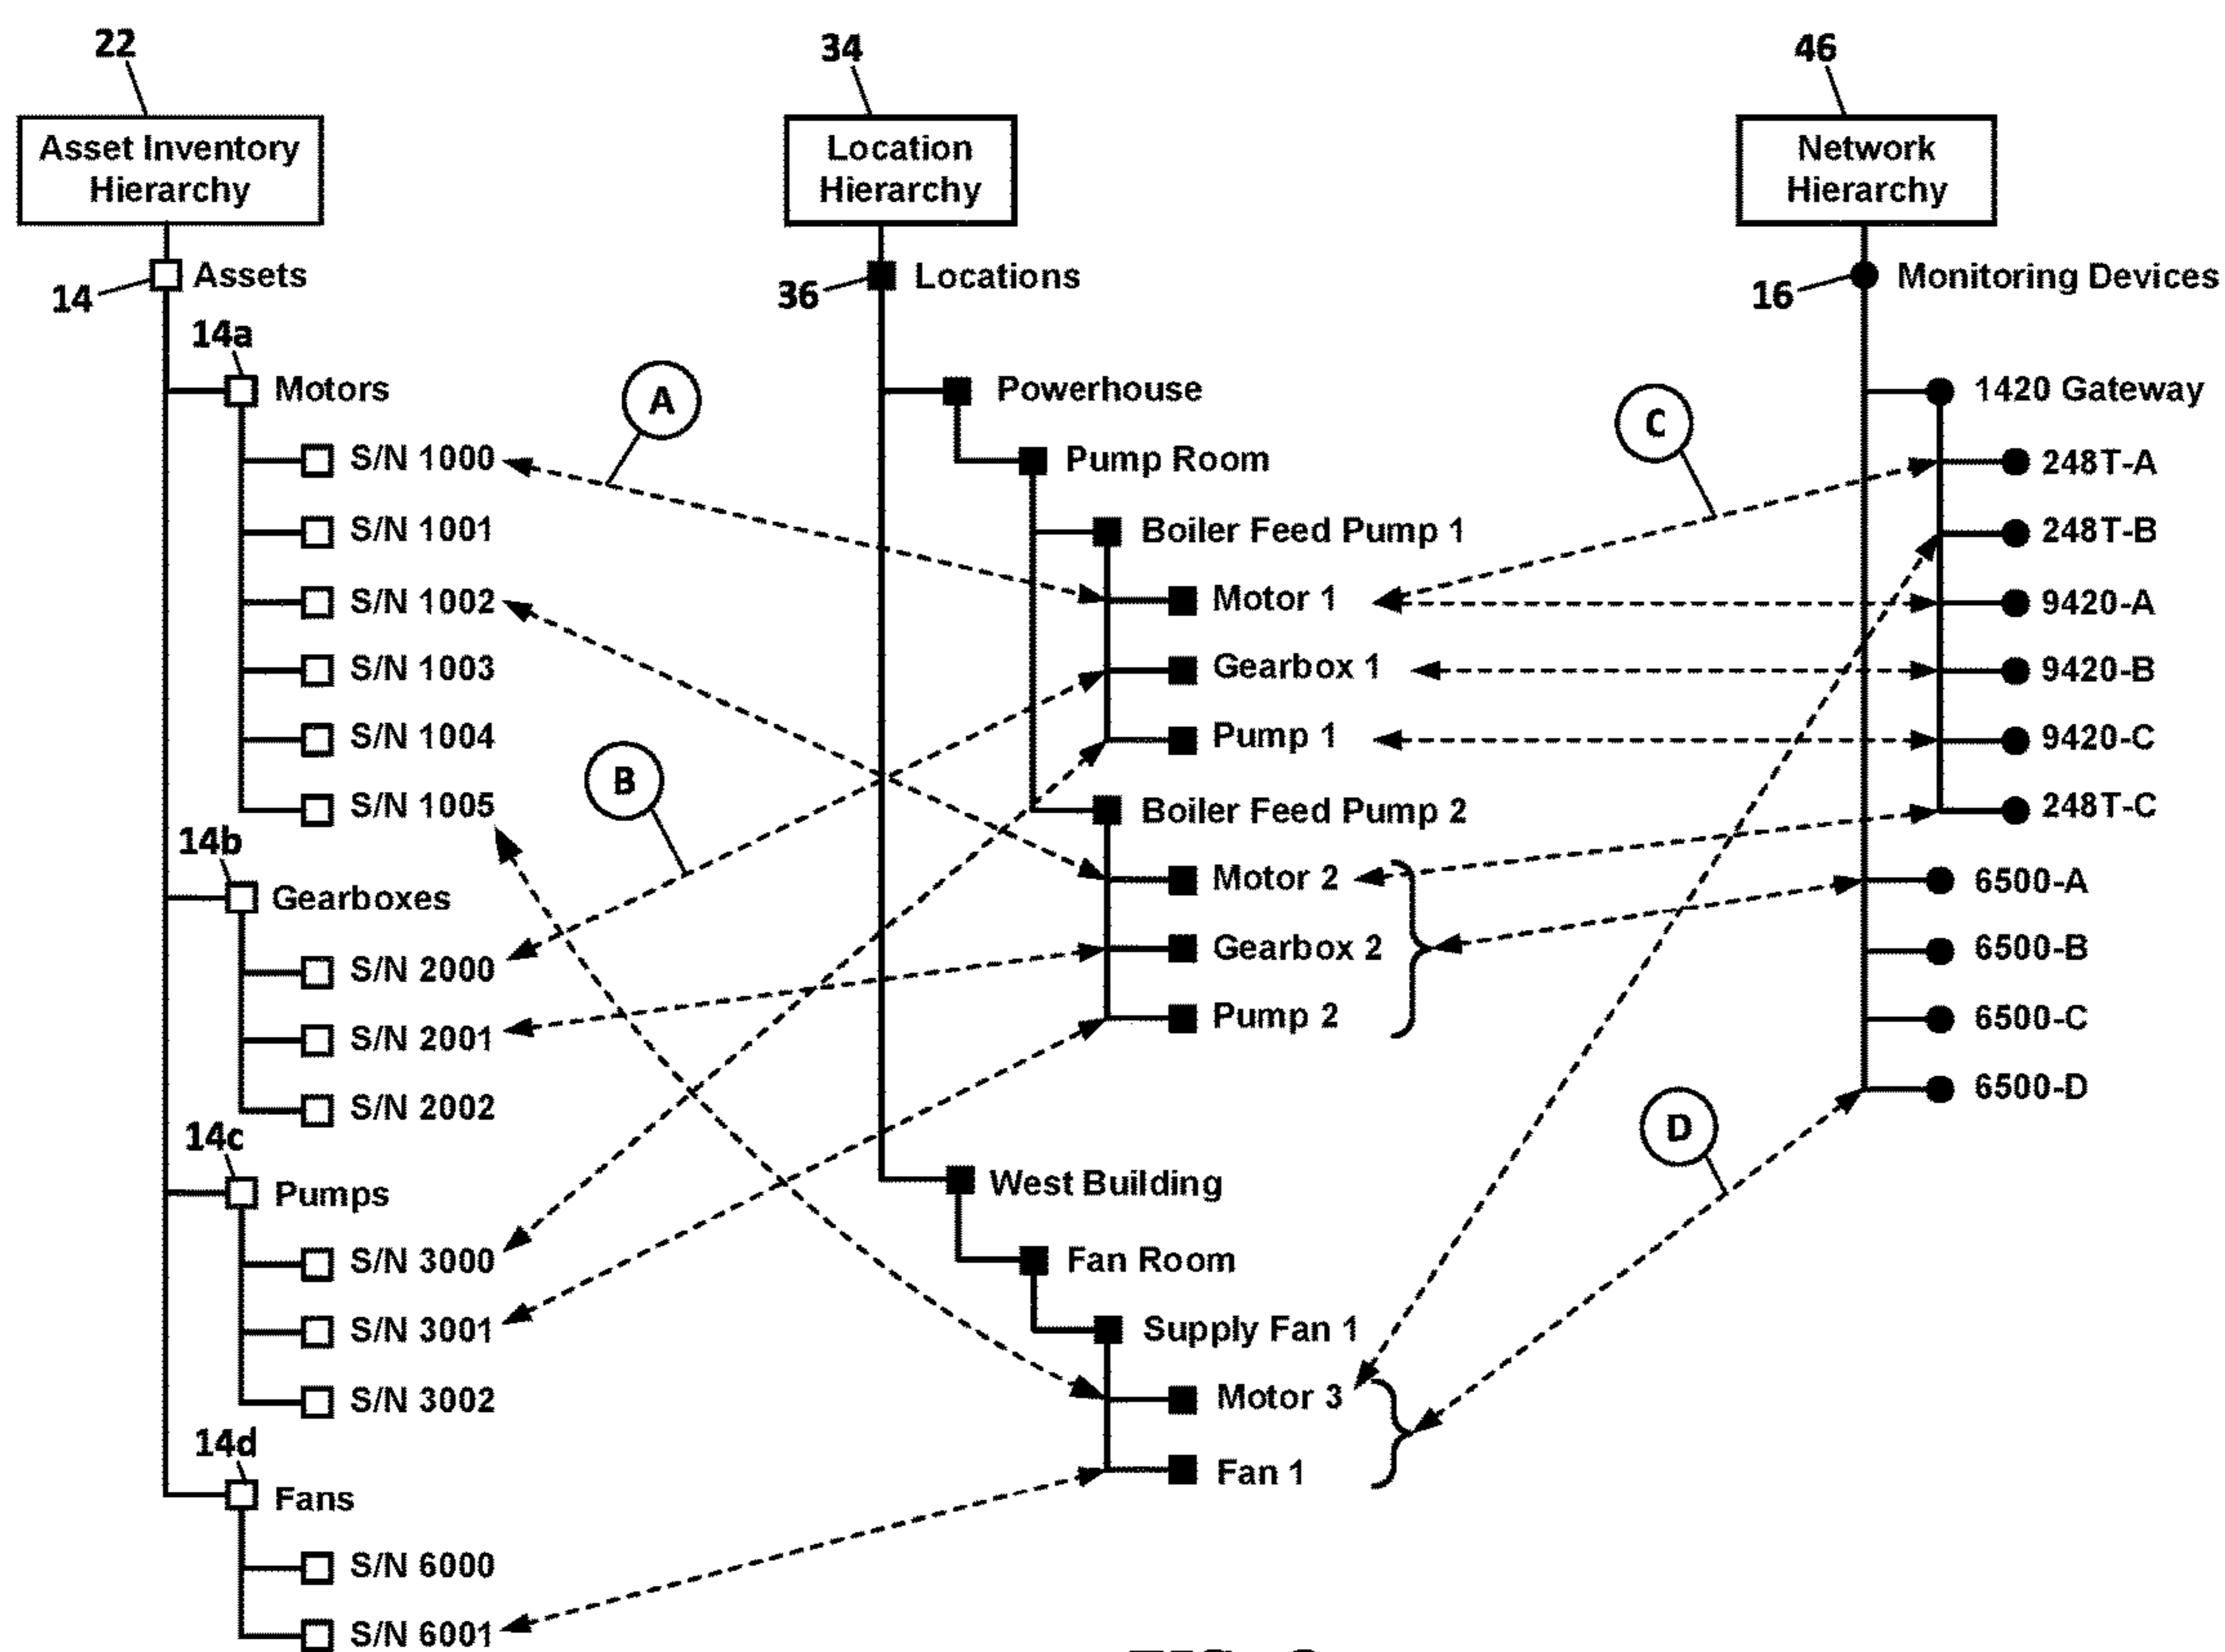 22
34
46
Asset Inventory
Hierarchy
Location
Hierarchy
Network
Hierarchy
14
Assets
36
Locations
16
Monitoring Devices
14a
Motors
S/N 1000
S/N 1001
S/N 1002
S/N 1003
S/N 1004
S/N 1005
14b
Gearboxes
S/N 2000
S/N 2001
S/N 2002
14c
Pumps
S/N 3000
S/N 3001
S/N 3002
14d
Fans
S/N 6000
S/N 6001
A
B
Powerhouse
Pump Room
Boiler Feed Pump 1
Motor 1
Gearbox 1
Pump 1
Boiler Feed Pump 2
Motor 2
Gearbox 2
Pump 2
West Building
Fan Room
Supply Fan 1
Motor 3
Fan 1
C
D
1420 Gateway
248T-A
248T-B
9420-A
9420-B
9420-C
248T-C
6500-A
6500-B
6500-C
6500-D